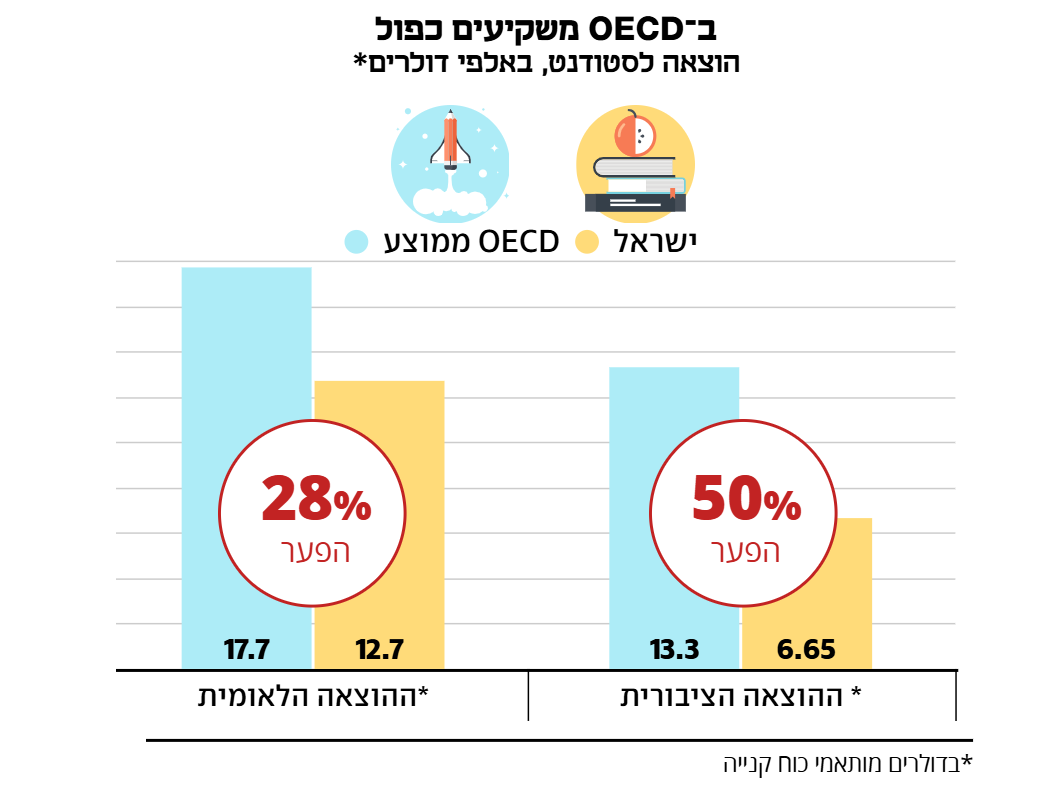 ב־OECD משקיעים כפול
הוצאה לסטודנט, באלפי דולרים*
ישראל
OECD ממוצע
50%
הפער
28%
הפער
6.65
13.3
12.7
17.7
* ההוצאה הציבורית
*ההוצאה הלאומית
*בדולרים מותאמי כוח קנייה